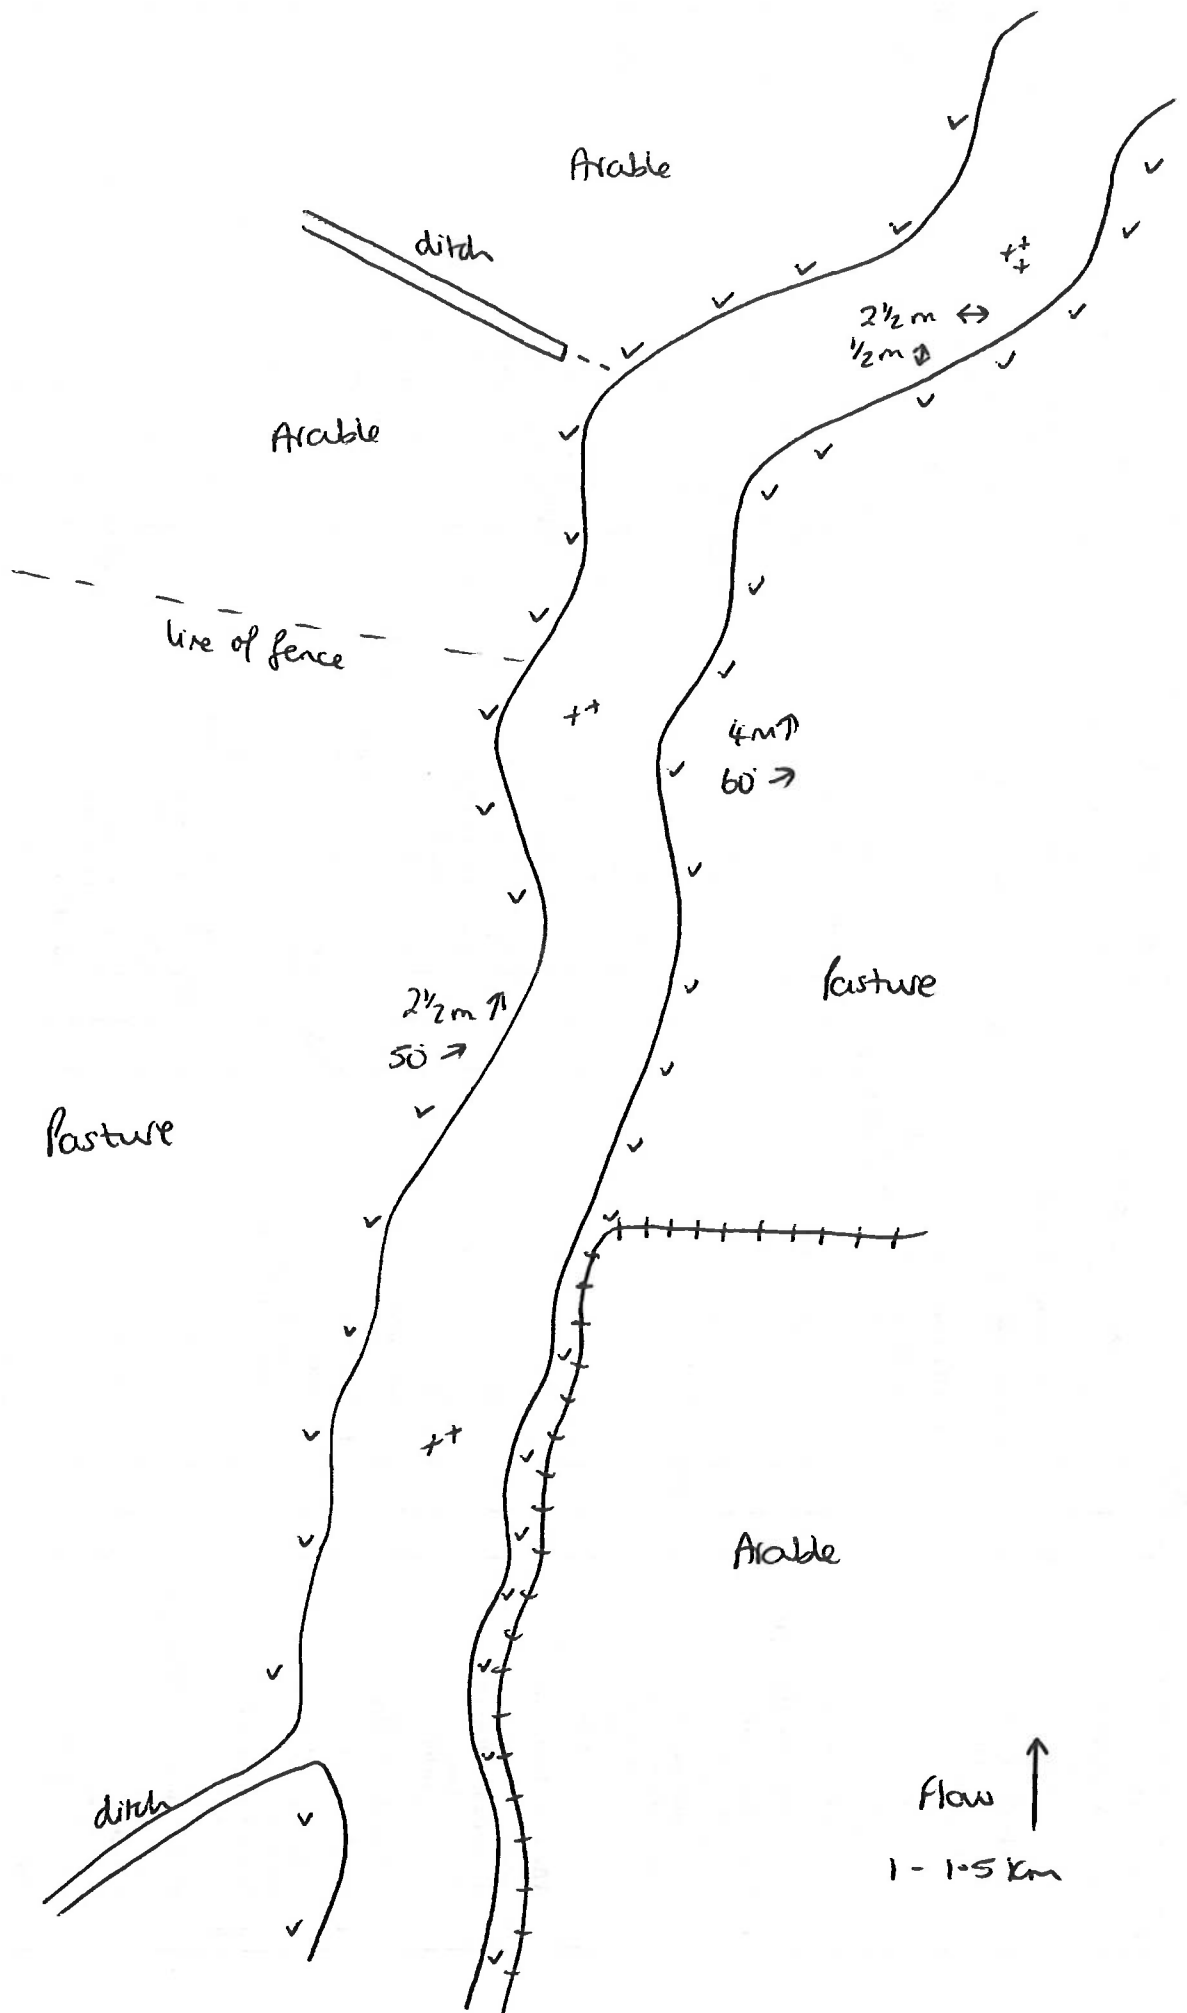 Arable
ditch
2½m ↔
½m ↕
Arable
line of fence
4m↑
60° →
Pasture
2½m ↑
50° →
Pasture
Arable
ditch
Flow ↑
1 - 1.5 Km